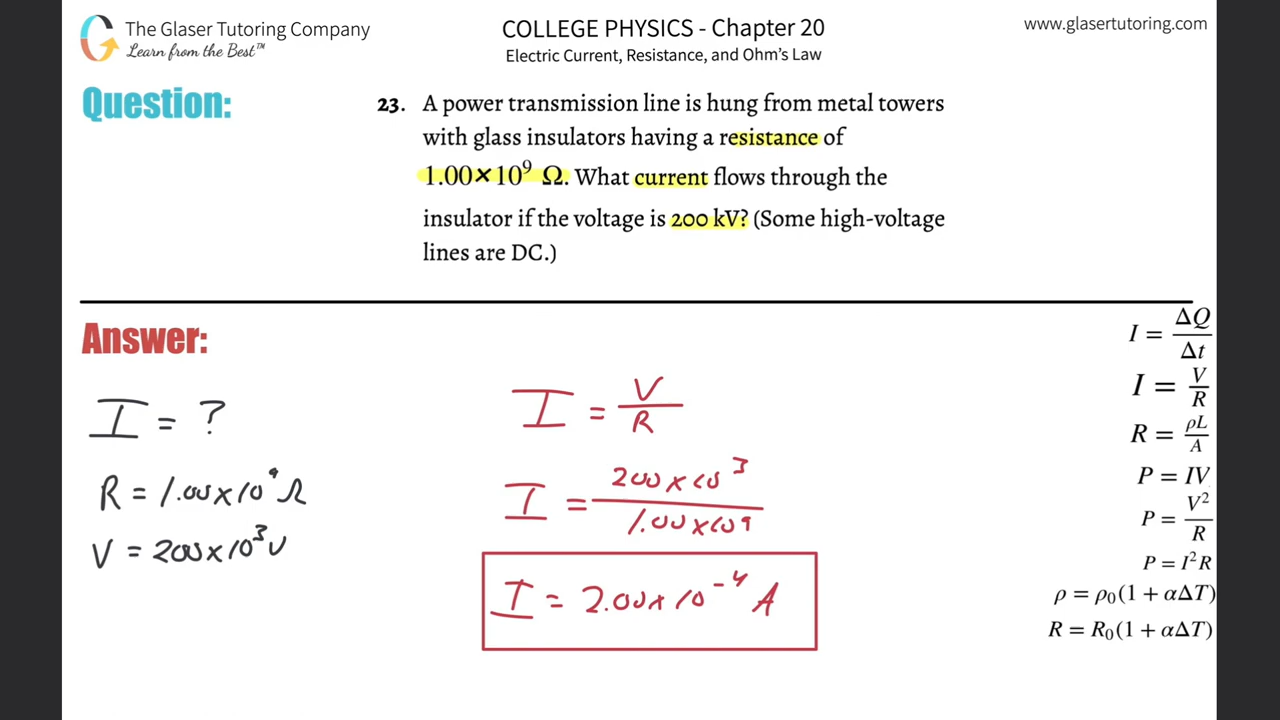 The Glaser Tutoring Company
Learn from the Best™
COLLEGE PHYSICS - Chapter 20
Electric Current, Resistance, and Ohm's Law
www.glasertutoring.com
Question:
23. A power transmission line is hung from metal towers
with glass insulators having a resistance of
1.00×10⁹ Ω. What current flows through the
insulator if the voltage is 200 kV? (Some high-voltage
lines are DC.)
Answer:
I = ?
R = 1.00 x 10⁹ Ω
V = 200 x 10³ V
I = V/R
I = 200 x 10³ / 1.00 x 10⁹
I = 2.00 x 10⁻⁴ A
I = ΔQ/Δt
I = V/R
R = ρL/A
P = IV
P = V²/R
P = I²R
ρ = ρ₀(1 + αΔT)
R = R₀(1 + αΔT)